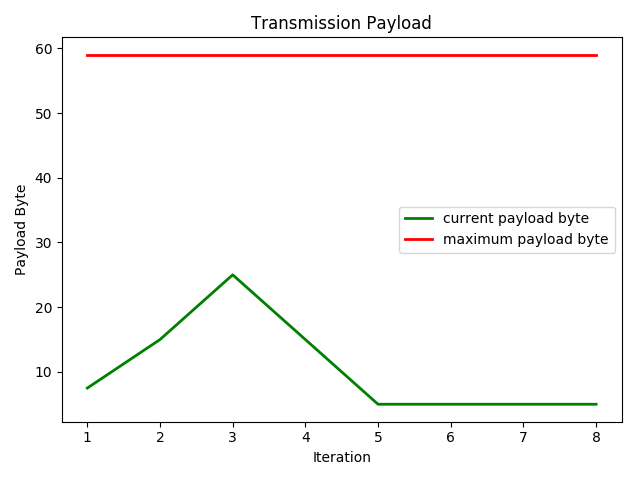 Transmission Payload
60
50
40
30
20
10
Payload Byte
current payload byte
maximum payload byte
1 2 3 4 5 6 7 8
Iteration